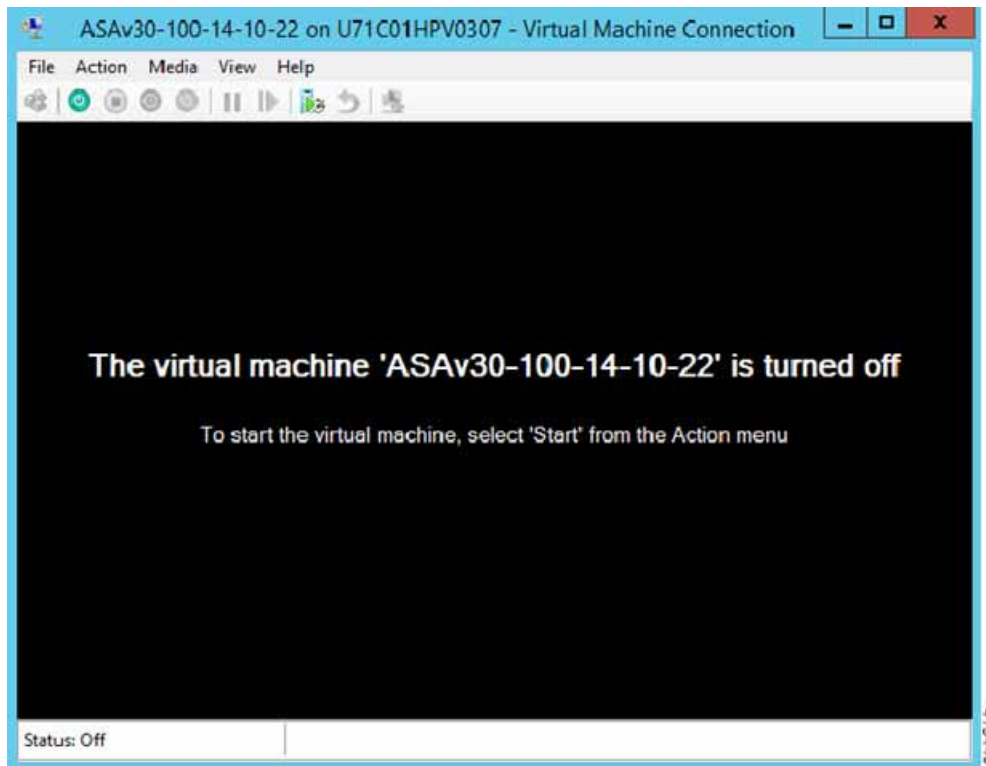 ASAv30-100-14-10-22 on U71C01HPV0307 - Virtual Machine Connection
File Action Media View Help
The virtual machine 'ASAv30-100-14-10-22' is turned off
To start the virtual machine, select 'Start' from the Action menu
Status: Off